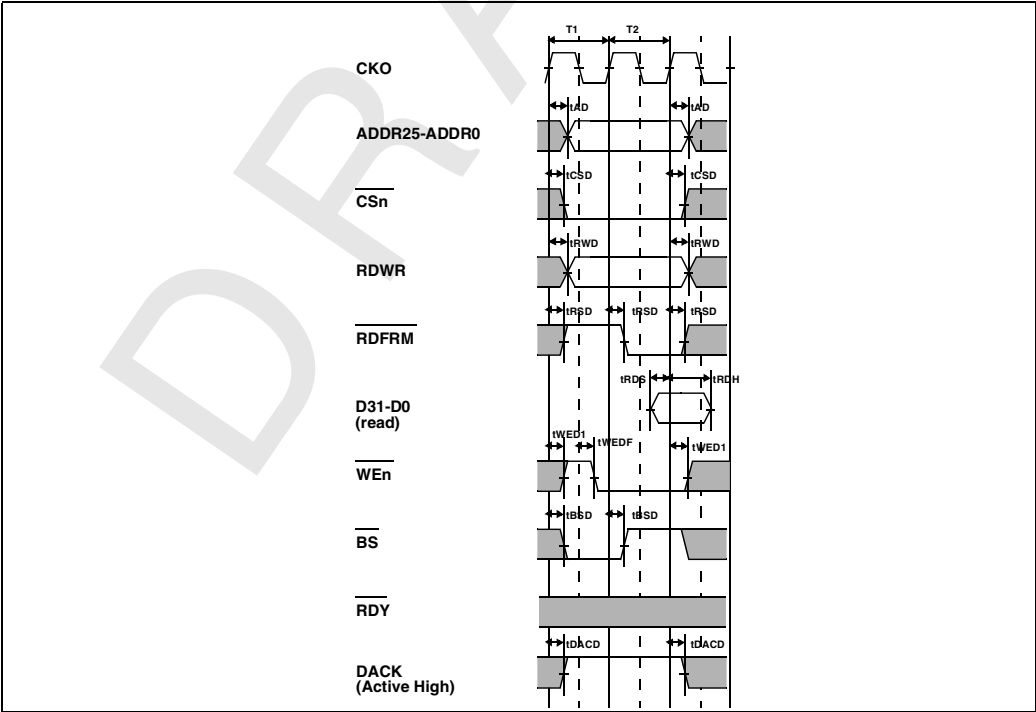 T1 T2
CKO
tAD tAD
ADDR25-ADDR0
tCSD tCSD
CSn
tRWD tRWD
RDWR
tRSD tRSD tRSD
RDFRM
tRDS tRDH
D31-D0
(read)
tWED1 tWEDF tWED1
WEn
tBSD tBSD
BS
RDY
tDACD tDACD
DACK
(Active High)
DRA